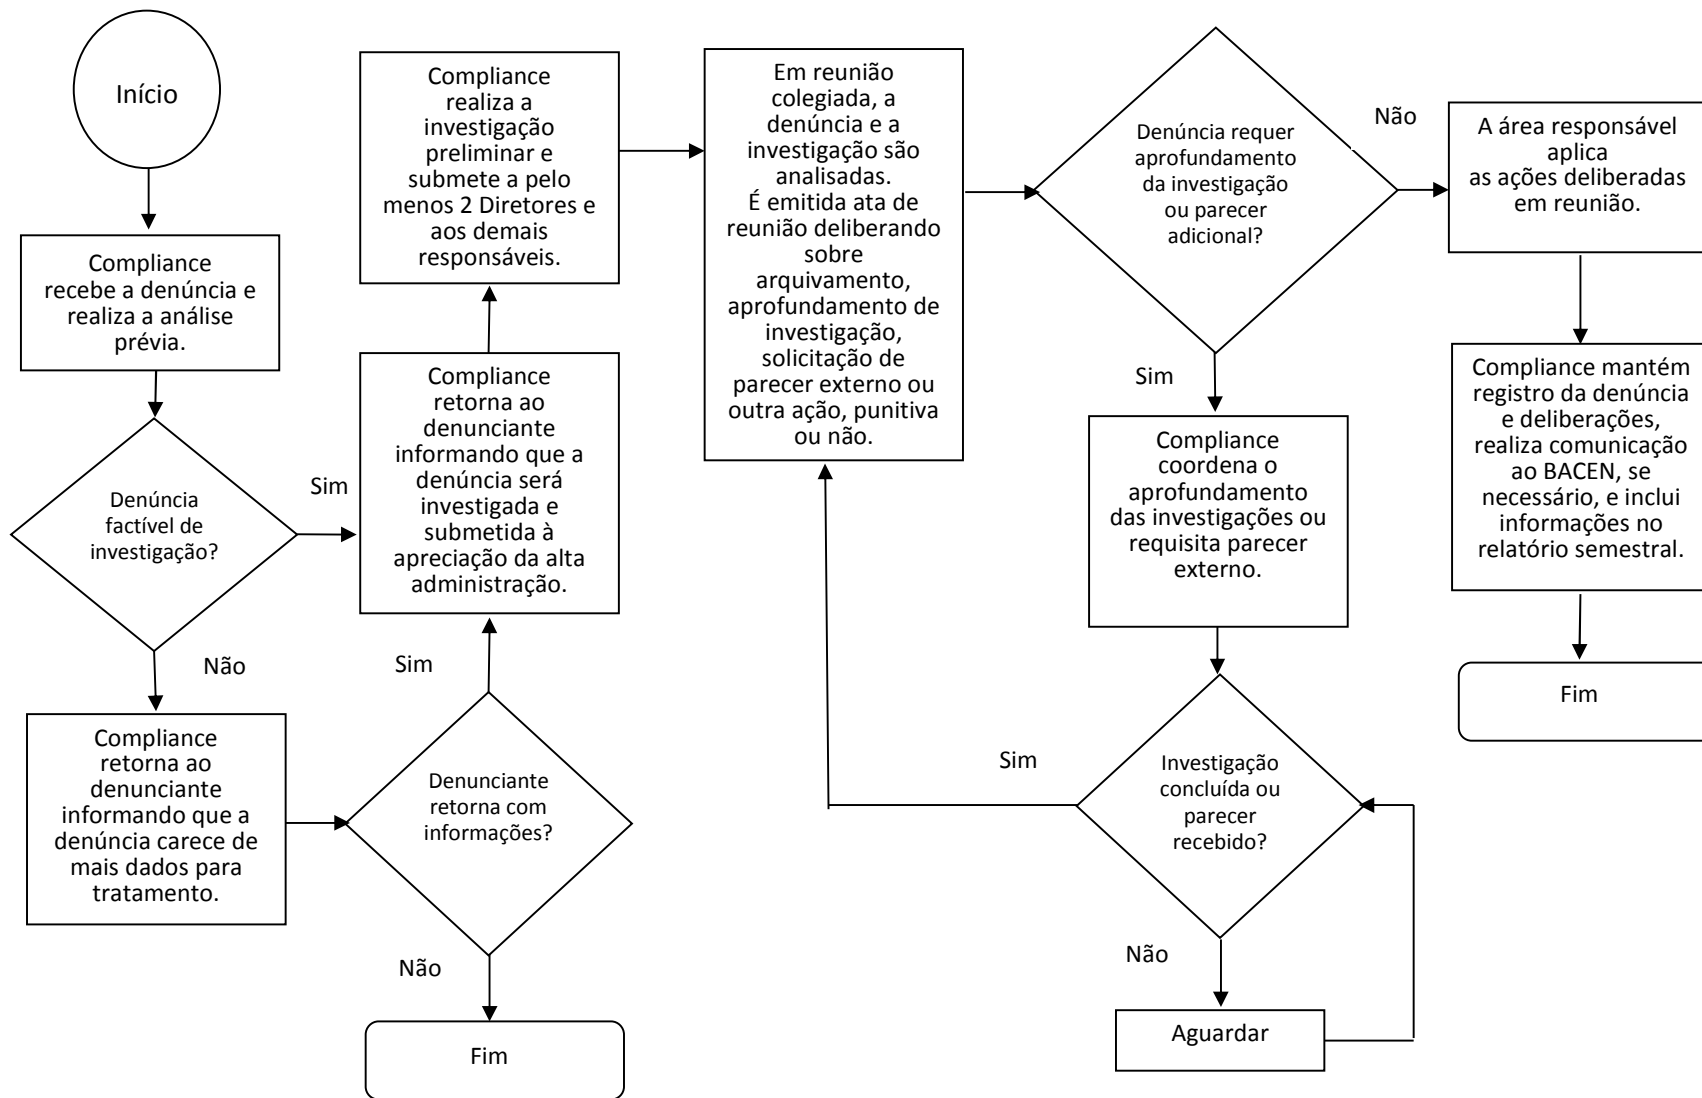 Início
Compliance
recebe a denúncia e
realiza a análise
prévia.
Denúncia
factível de
investigação?
Sim
Não
Compliance
retorna ao
denunciante
informando que a
denúncia carece de
mais dados para
tratamento.
Denunciante
retorna com
informações?
Sim
Não
Fim
Compliance
retorna ao
denunciante
informando que a
denúncia será
investigada e
submetida à
apreciação da alta
administração.
Compliance
realiza a
investigação
preliminar e
submete a pelo
menos 2 Diretores e
aos demais
responsáveis.
Em reunião
colegiada, a
denúncia e a
investigação são
analisadas.
É emitida ata de
reunião deliberando
sobre
arquivamento,
aprofundamento de
investigação,
solicitação de
parecer externo ou
outra ação, punitiva
ou não.
Denúncia requer
aprofundamento
da investigação
ou parecer
adicional?
Não
Sim
A área responsável
aplica
as ações deliberadas
em reunião.
Compliance mantém
registro da denúncia
e deliberações,
realiza comunicação
ao BACEN, se
necessário, e inclui
informações no
relatório semestral.
Fim
Compliance
coordena o
aprofundamento
das investigações ou
requisita parecer
externo.
Investigação
concluída ou
parecer
recebido?
Sim
Não
Aguardar